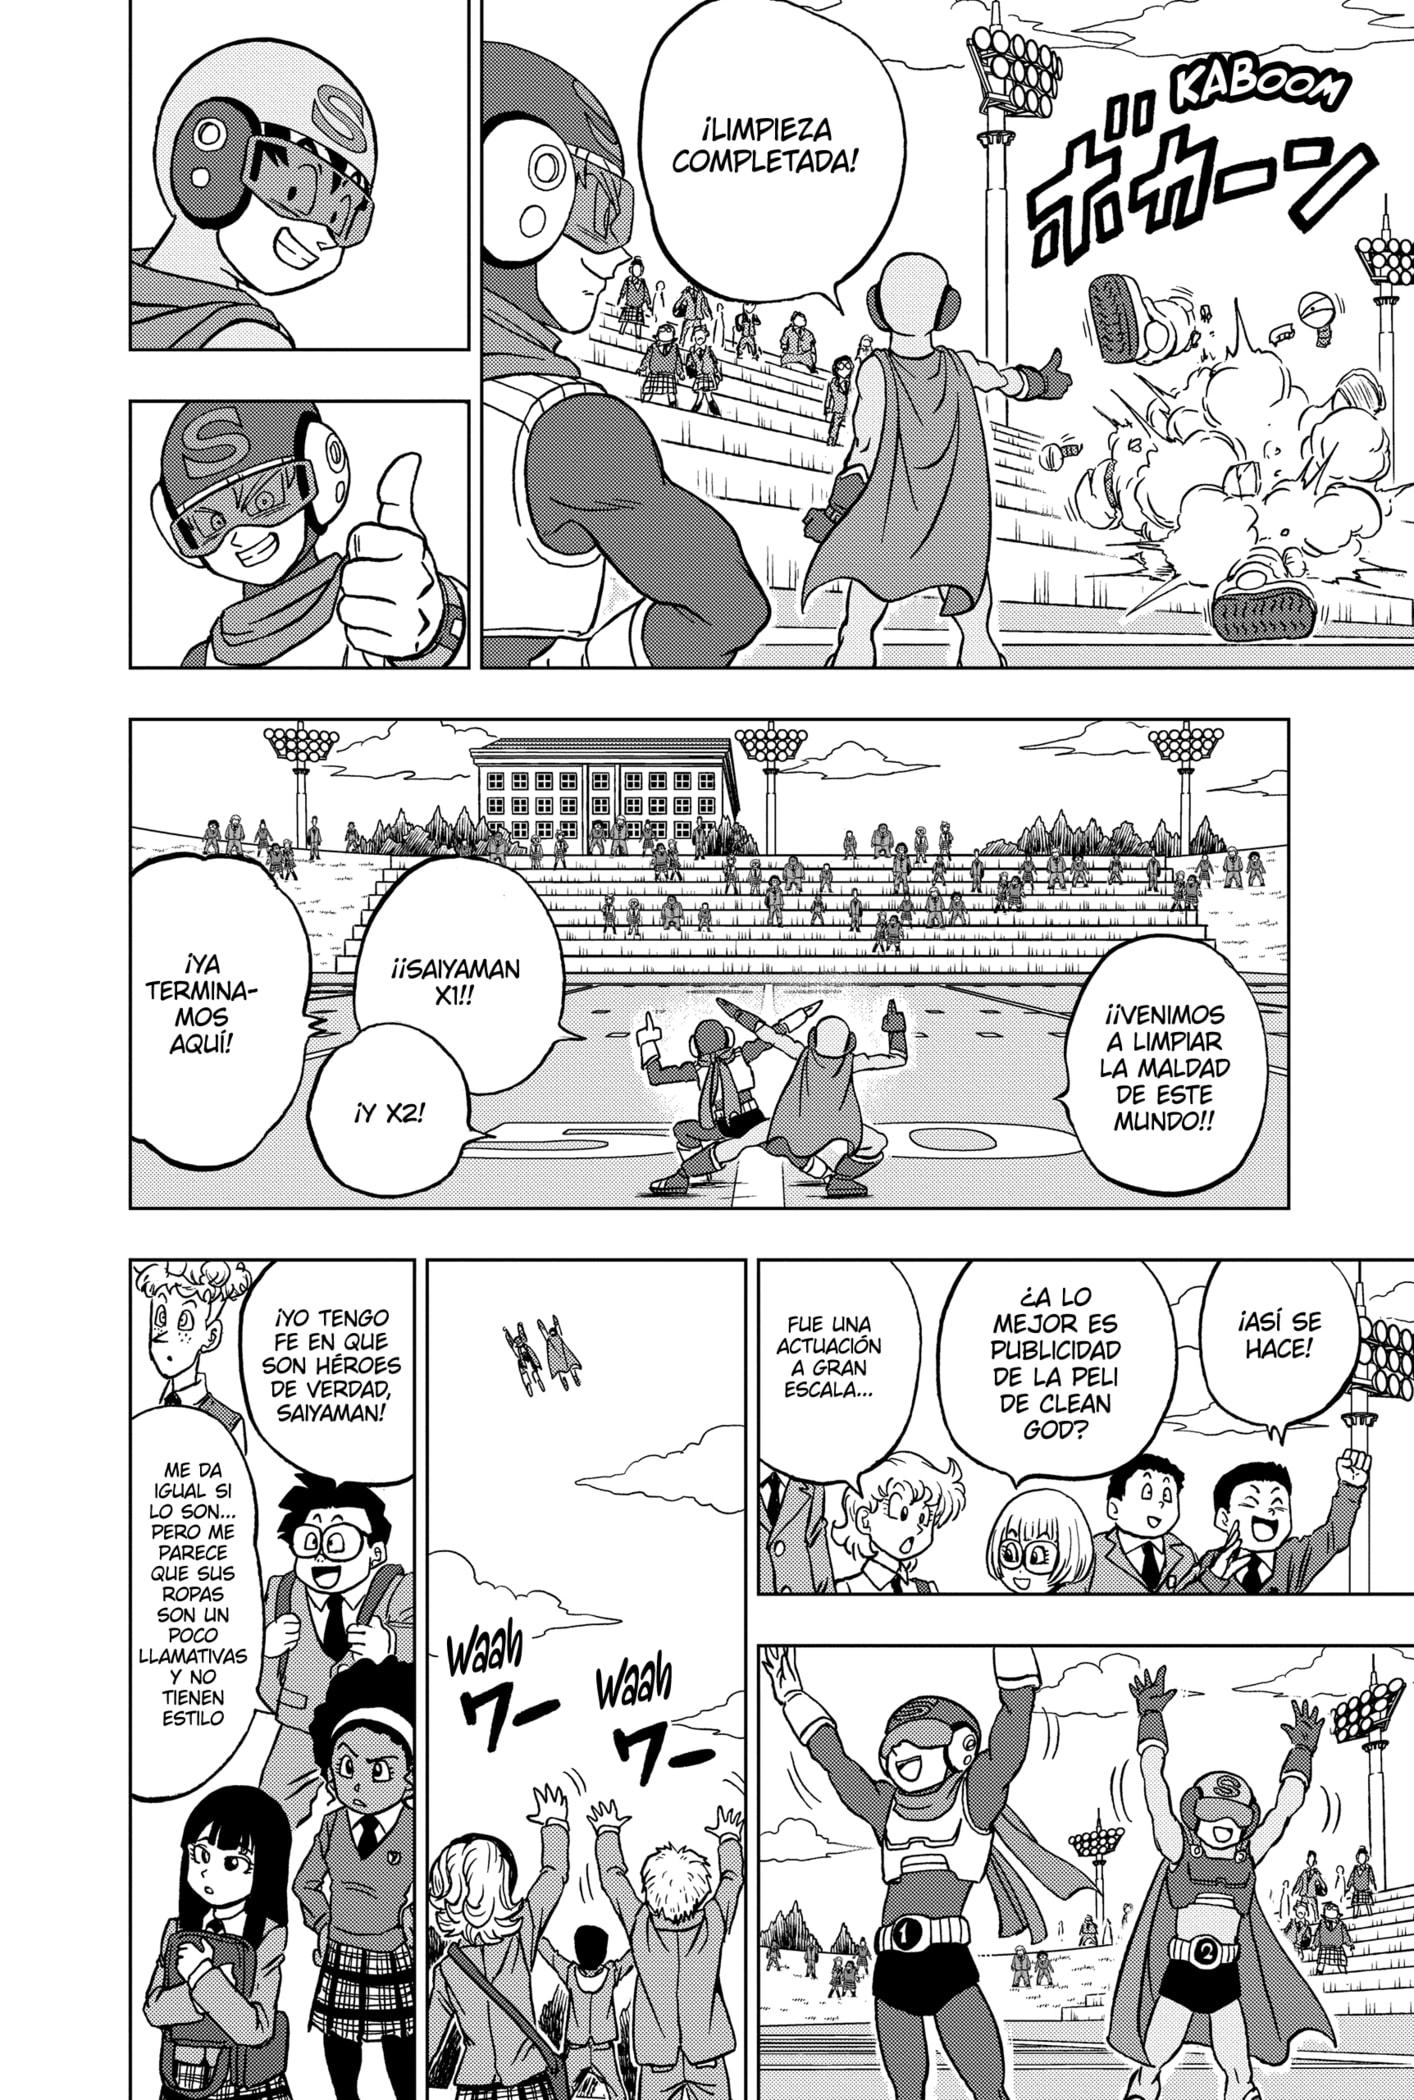 KABOOM
ボカーン
¡LIMPIEZA
COMPLETADA!
S
S
¡¡VENIMOS
A LIMPIAR
LA MALDAD
DE ESTE
MUNDO!!
¡¡SAIYAMAN
X1!!
¡Y X2!
¡YA
TERMINA-
MOS
AQUÍ!
¡ASÍ SE
HACE!
¿A LO
MEJOR ES
PUBLICIDAD
DE LA PELI
DE CLEAN
GOD?
FUE UNA
ACTUACIÓN
A GRAN
ESCALA...
S
1
2
Waah
ワー
Waah
ワー
¡YO TENGO
FE EN QUE
SON HÉROES
DE VERDAD,
SAIYAMAN!
ME DA
IGUAL SI
LO SON...
PERO ME
PARECE
QUE SUS
ROPAS
SON UN
POCO
LLAMATIVAS
Y NO
TIENEN
ESTILO